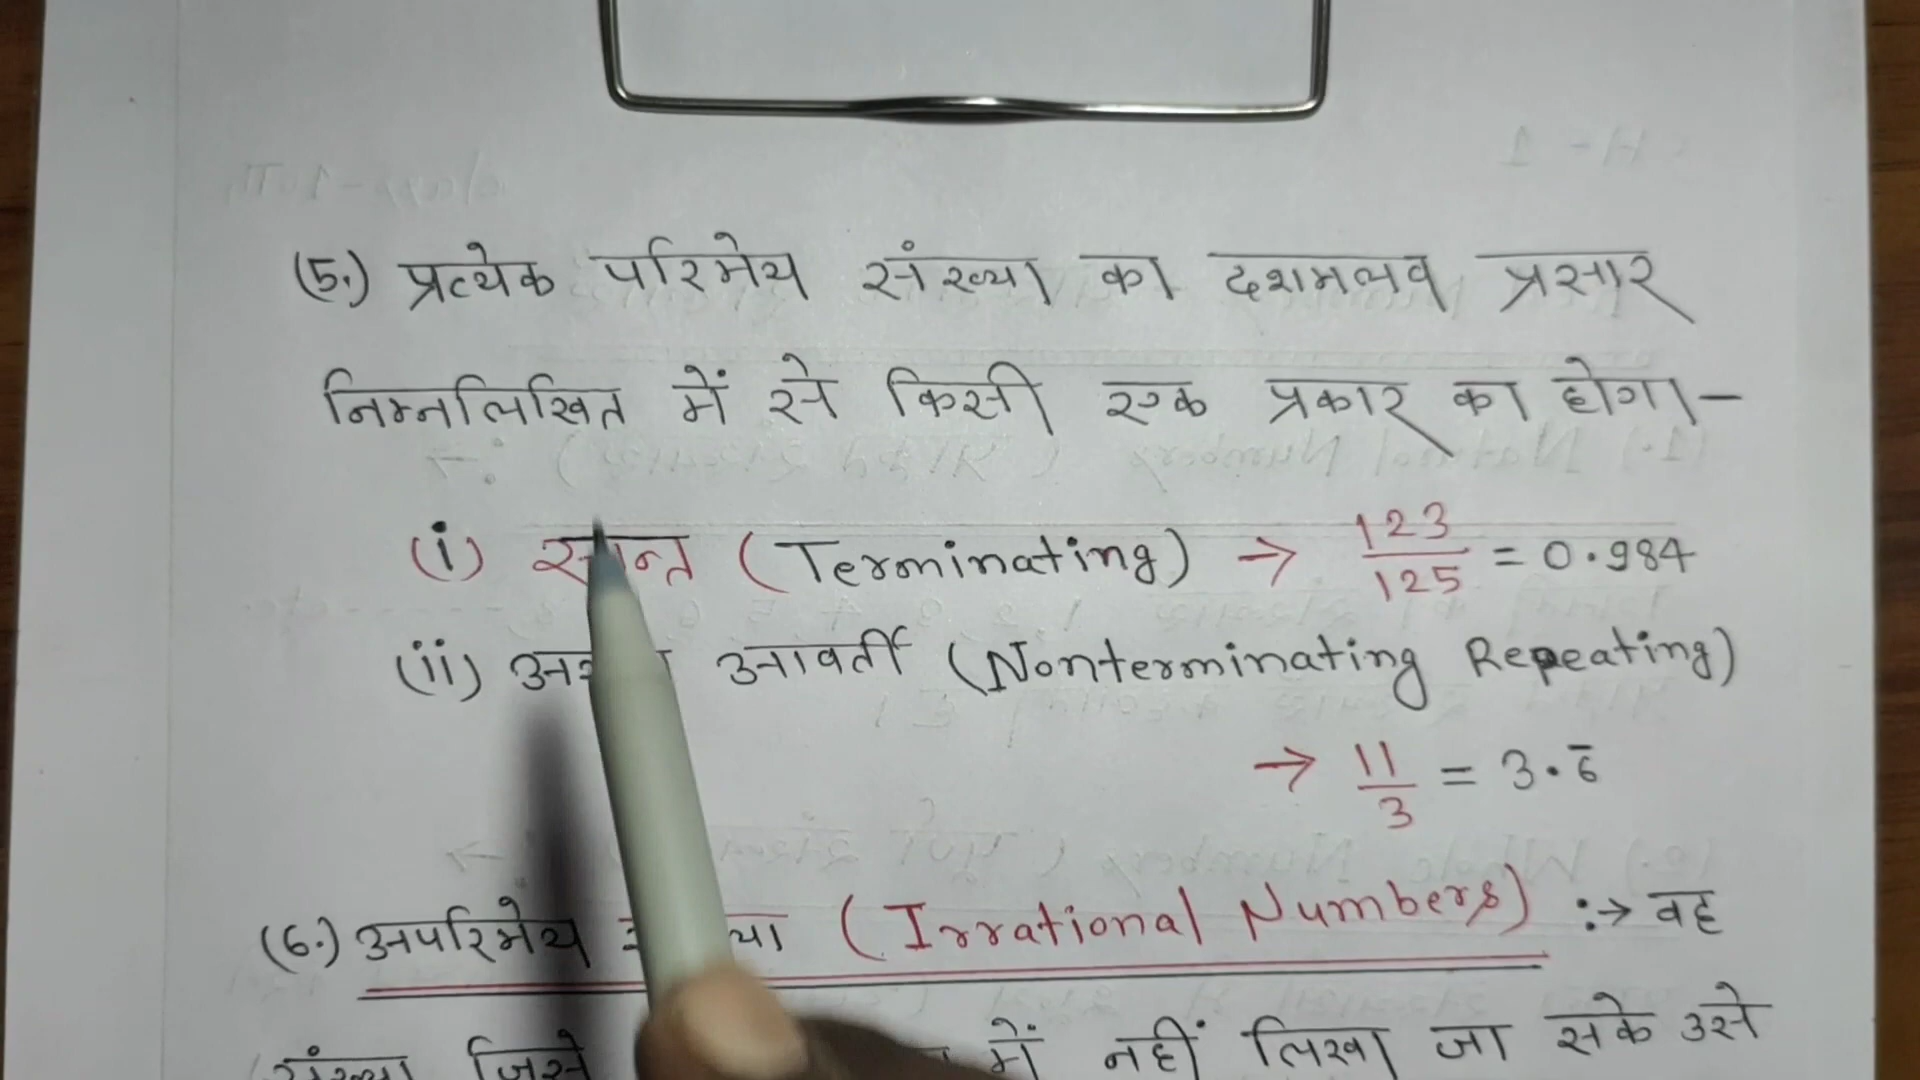 (5.) प्रत्येक परिमेय संख्या का दशमलव प्रसार
निम्नलिखित में से किसी एक प्रकार का होगा।-
(i) सान्त (Terminating) → 123/125 = 0.984
(ii) आवर्ती (Nonterminating Repeating)
→ 11/3 = 3.6̄
(6.) अपरिमेय (Irrational Numbers) :→ वह
संख्या जिसे में नहीं लिखा जा सके उसे